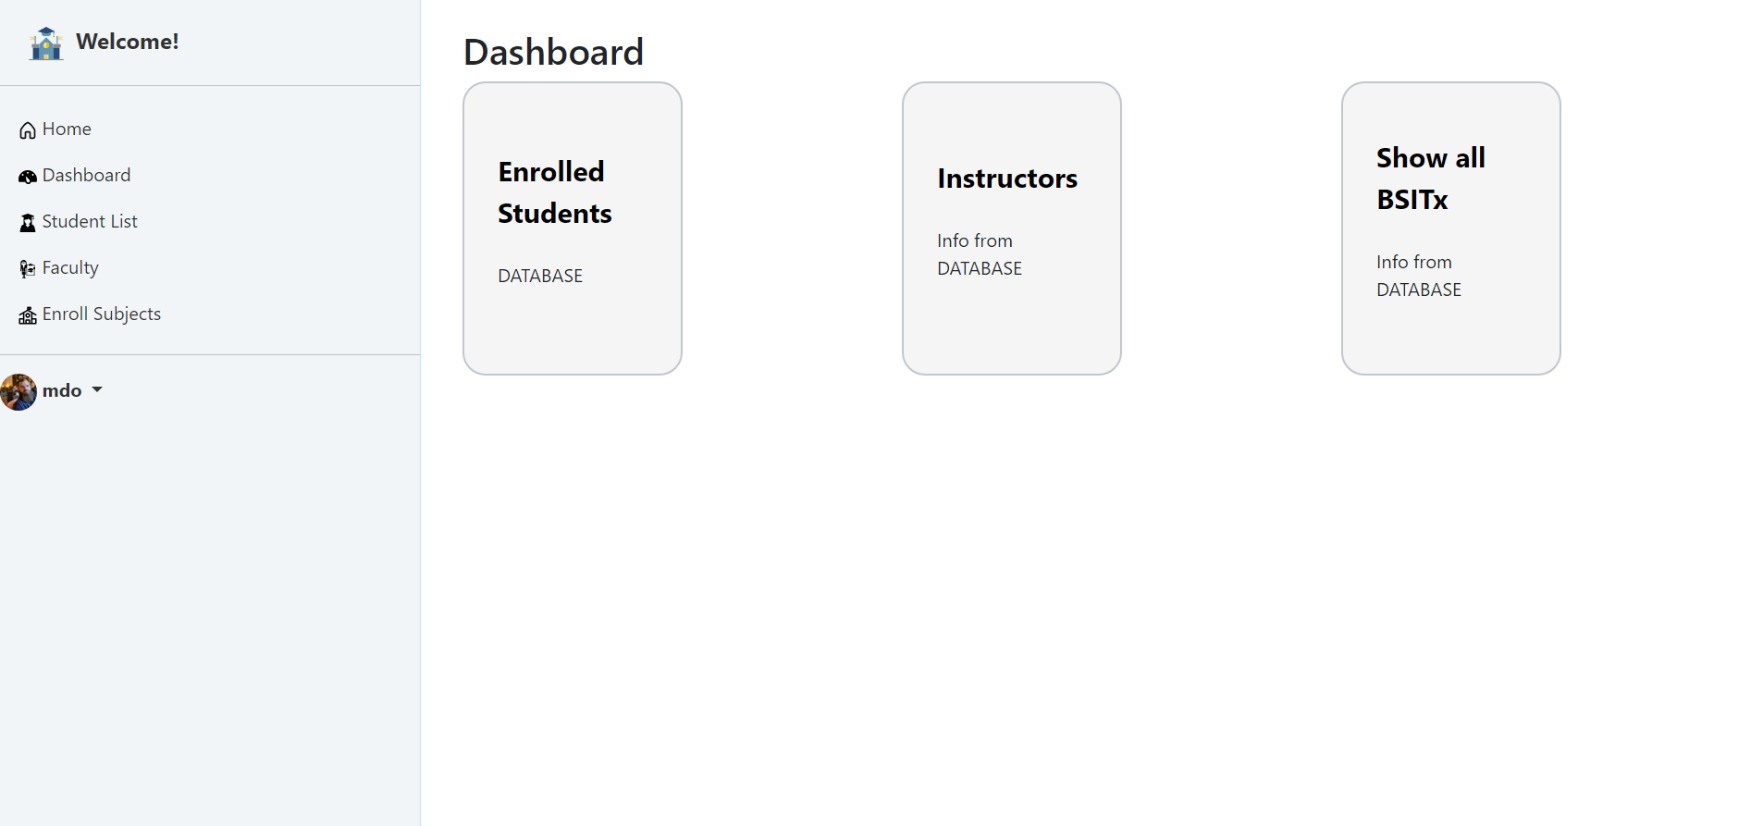 Welcome!
Home
Dashboard
Student List
Faculty
Enroll Subjects
mdo
Dashboard
Enrolled
Students
DATABASE
Instructors
Info from
DATABASE
Show all
BSITx
Info from
DATABASE